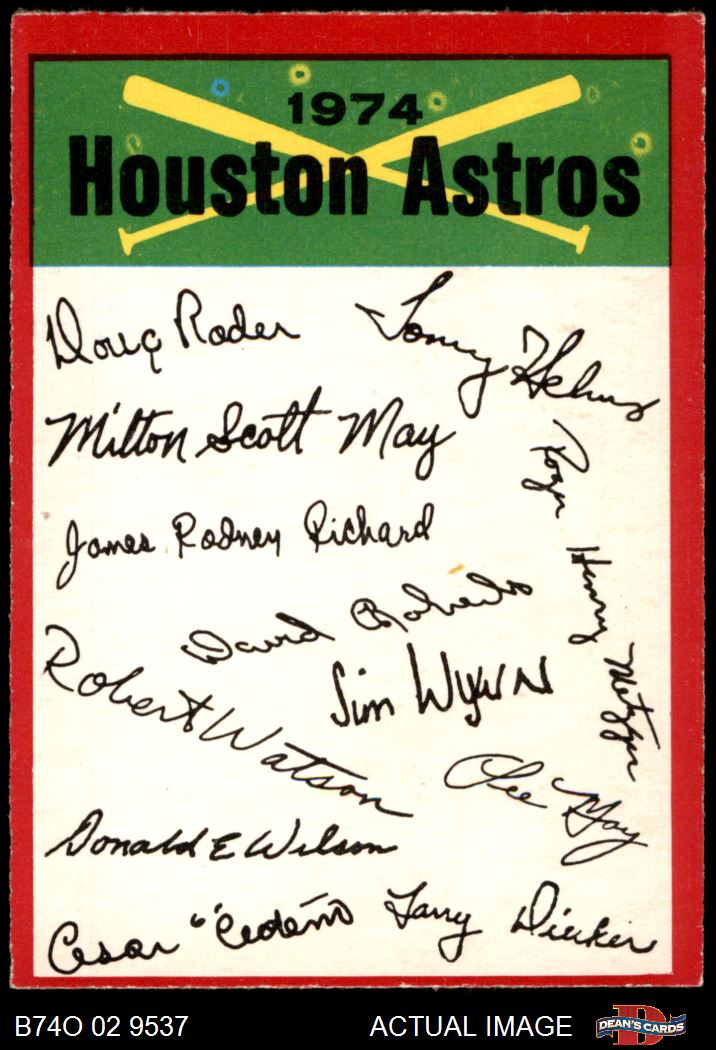 1974
Houston Astros
Doug Rader
Tommy Helms
Milton Scott May
Roger Henry Metzger
James Rodney Richard
David Roberts
Jim Wynn
Robert Watson
Lee May
Donald E Wilson
Cesar "Cedeño
Larry Dierker
B74O 02 9537
ACTUAL IMAGE
D
DEAN'S CARDS